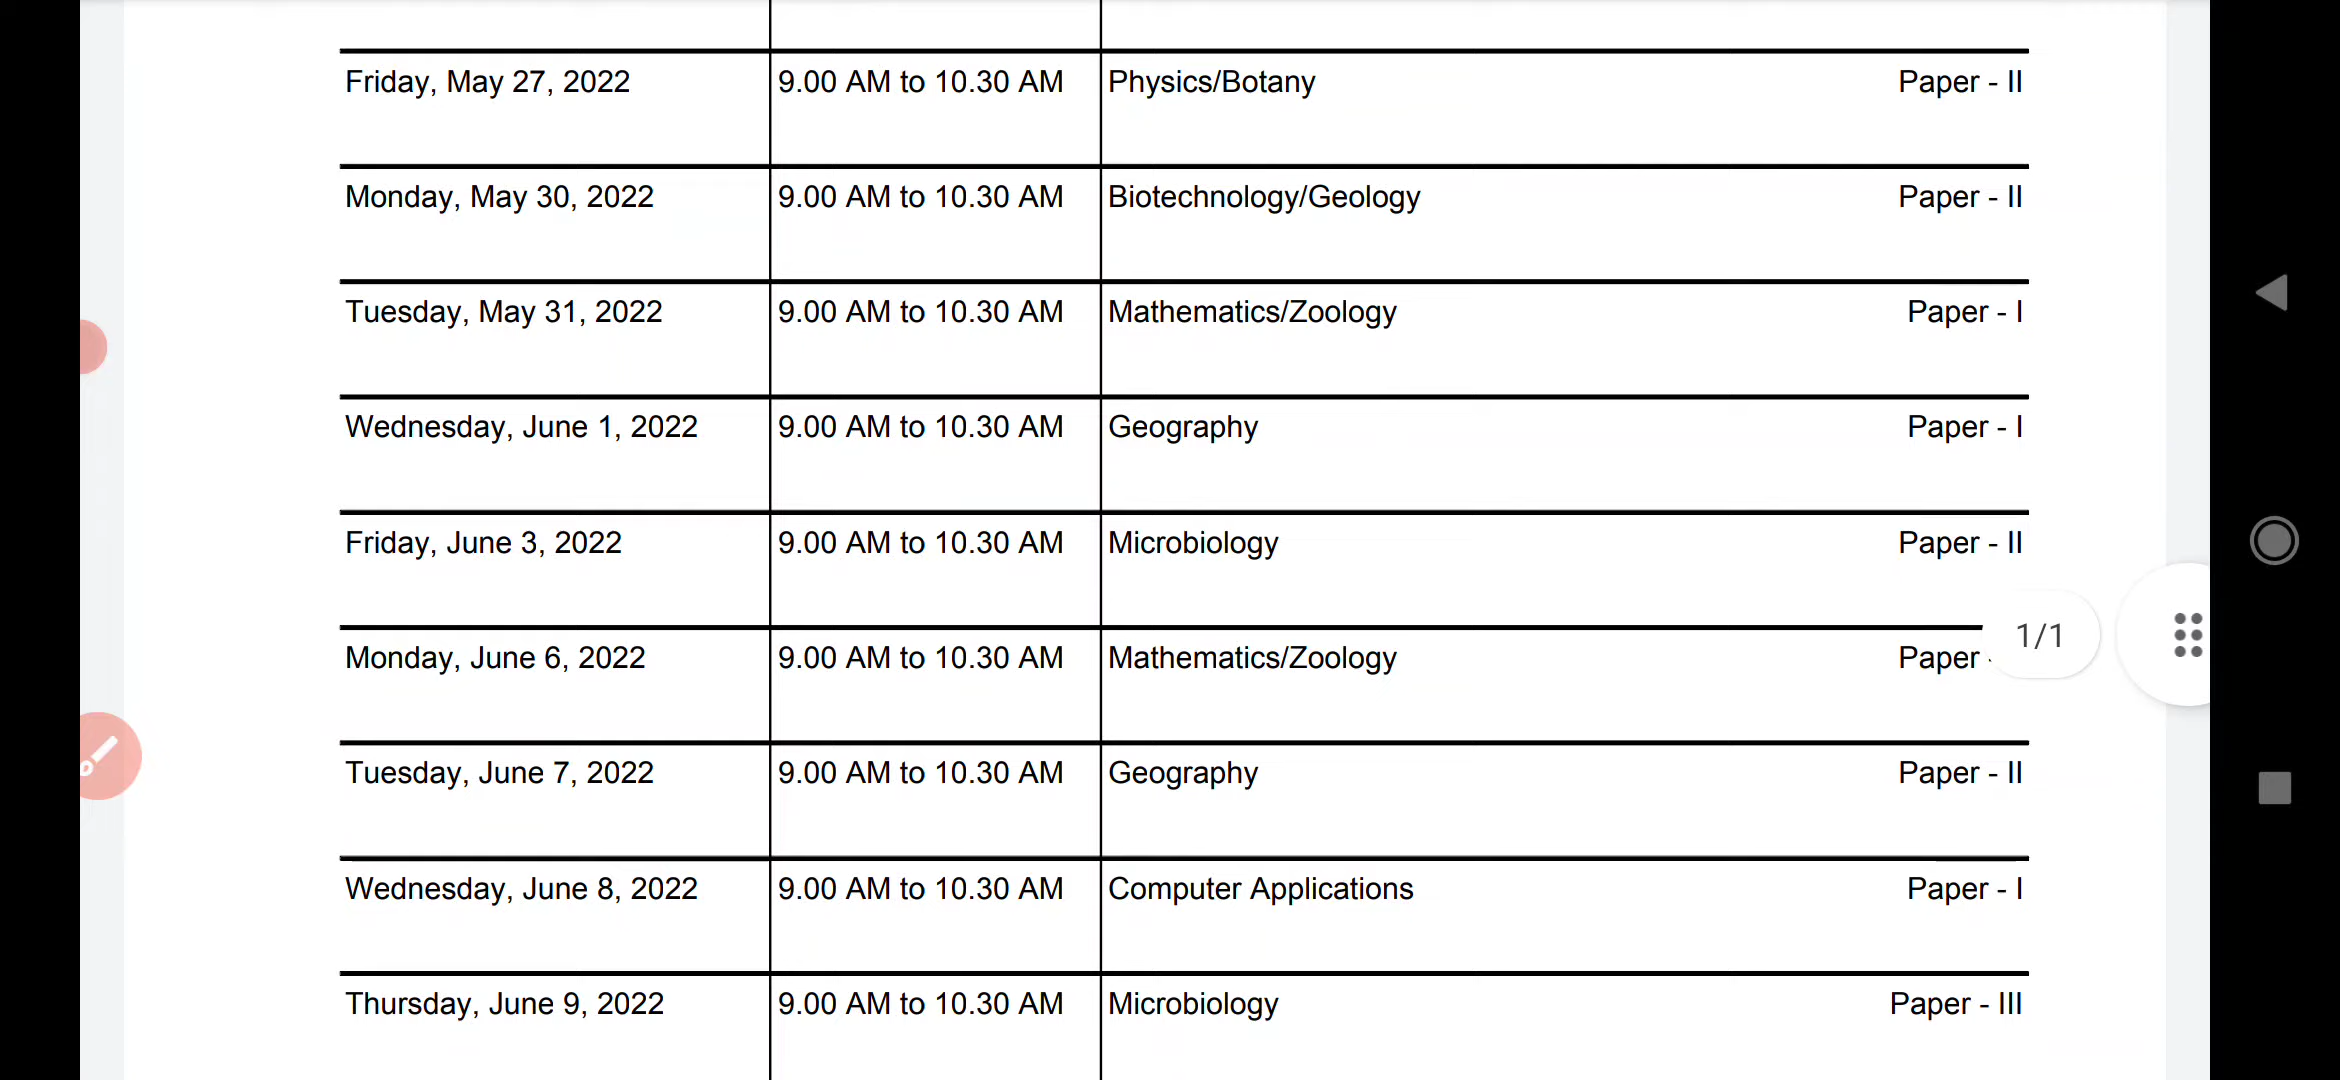 Friday, May 27, 2022 9.00 AM to 10.30 AM Physics/Botany Paper - II
Monday, May 30, 2022 9.00 AM to 10.30 AM Biotechnology/Geology Paper - II
Tuesday, May 31, 2022 9.00 AM to 10.30 AM Mathematics/Zoology Paper - I
Wednesday, June 1, 2022 9.00 AM to 10.30 AM Geography Paper - I
Friday, June 3, 2022 9.00 AM to 10.30 AM Microbiology Paper - II
1/1
Monday, June 6, 2022 9.00 AM to 10.30 AM Mathematics/Zoology Paper
Tuesday, June 7, 2022 9.00 AM to 10.30 AM Geography Paper - II
Wednesday, June 8, 2022 9.00 AM to 10.30 AM Computer Applications Paper - I
Thursday, June 9, 2022 9.00 AM to 10.30 AM Microbiology Paper - III